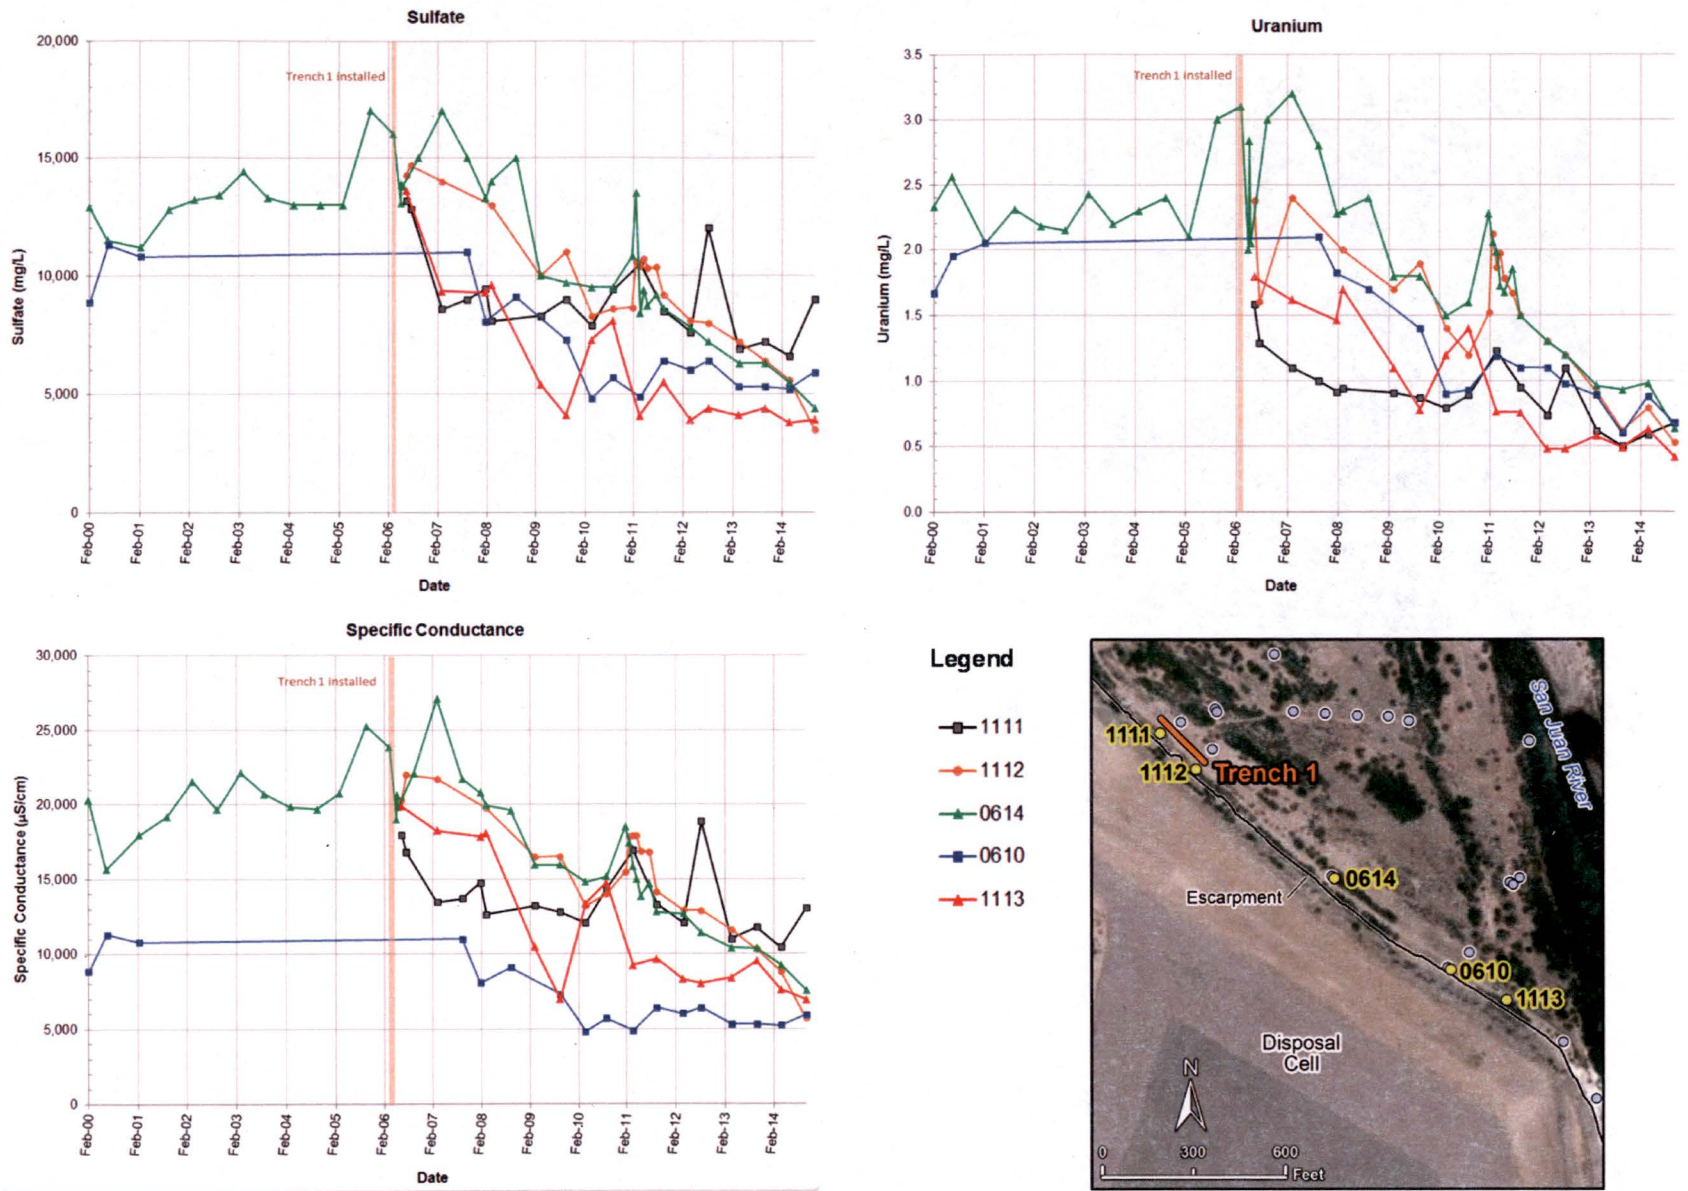 Sulfate
20,000
15,000
10,000
5,000
0
Sulfate (mg/L)
Trench 1 installed
Feb-00
Feb-01
Feb-02
Feb-03
Feb-04
Feb-05
Feb-06
Feb-07
Feb-08
Feb-09
Feb-10
Feb-11
Feb-12
Feb-13
Feb-14
Date
Uranium
3.5
3.0
2.5
2.0
1.5
1.0
0.5
0.0
Uranium (mg/L)
Trench 1 installed
Feb-00
Feb-01
Feb-02
Feb-03
Feb-04
Feb-05
Feb-06
Feb-07
Feb-08
Feb-09
Feb-10
Feb-11
Feb-12
Feb-13
Feb-14
Date
Specific Conductance
30,000
25,000
20,000
15,000
10,000
5,000
0
Specific Conductance (µS/cm)
Trench 1 installed
Feb-00
Feb-01
Feb-02
Feb-03
Feb-04
Feb-05
Feb-06
Feb-07
Feb-08
Feb-09
Feb-10
Feb-11
Feb-12
Feb-13
Feb-14
Date
Legend
1111
1112
0614
0610
1113
San Juan River
1111
1112
Trench 1
0614
Escarpment
0610
1113
Disposal
Cell
N
0 300 600
Feet